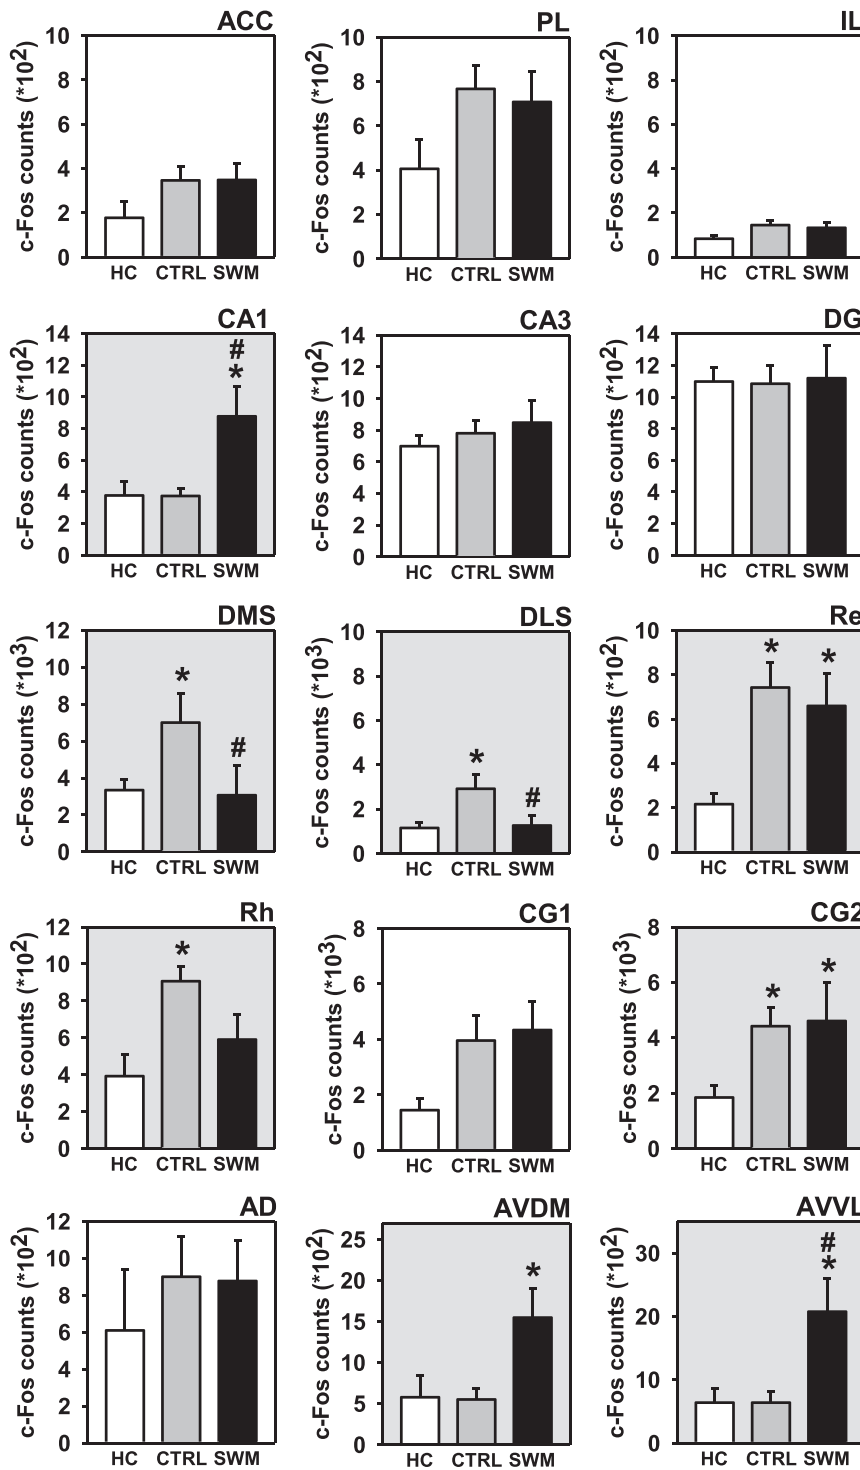 ACC PL IL
c-Fos counts (*10²) c-Fos counts (*10²) c-Fos counts (*10²)
10 10 10
8 8 8
6 6 6
4 4 4
2 2 2
0 0 0
HC CTRL SWM HC CTRL SWM HC CTRL SWM
CA1 CA3 DG
c-Fos counts (*10²) c-Fos counts (*10²) c-Fos counts (*10²)
14 # 14 14
12 * 12 12
10 10 10
8 8 8
6 6 6
4 4 4
2 2 2
0 0 0
HC CTRL SWM HC CTRL SWM HC CTRL SWM
DMS DLS Re
c-Fos counts (*10³) c-Fos counts (*10³) c-Fos counts (*10²)
12 10 10
10 * 8 8 * *
8 # 6 6
6 4 * 4
4 2 # 2
2 0 0
0
HC CTRL SWM HC CTRL SWM HC CTRL SWM
Rh CG1 CG2
c-Fos counts (*10²) c-Fos counts (*10³) c-Fos counts (*10³)
12 * 8 8
10 6 6 * *
8 4 4
6 2 2
4 0 0
2
0
HC CTRL SWM HC CTRL SWM HC CTRL SWM
AD AVDM AVVL
c-Fos counts (*10²) c-Fos counts (*10²) c-Fos counts (*10²)
12 25 30 #
10 20 * *
8 15 20
6 10 10
4 5 0
2 0
0
HC CTRL SWM HC CTRL SWM HC CTRL SWM